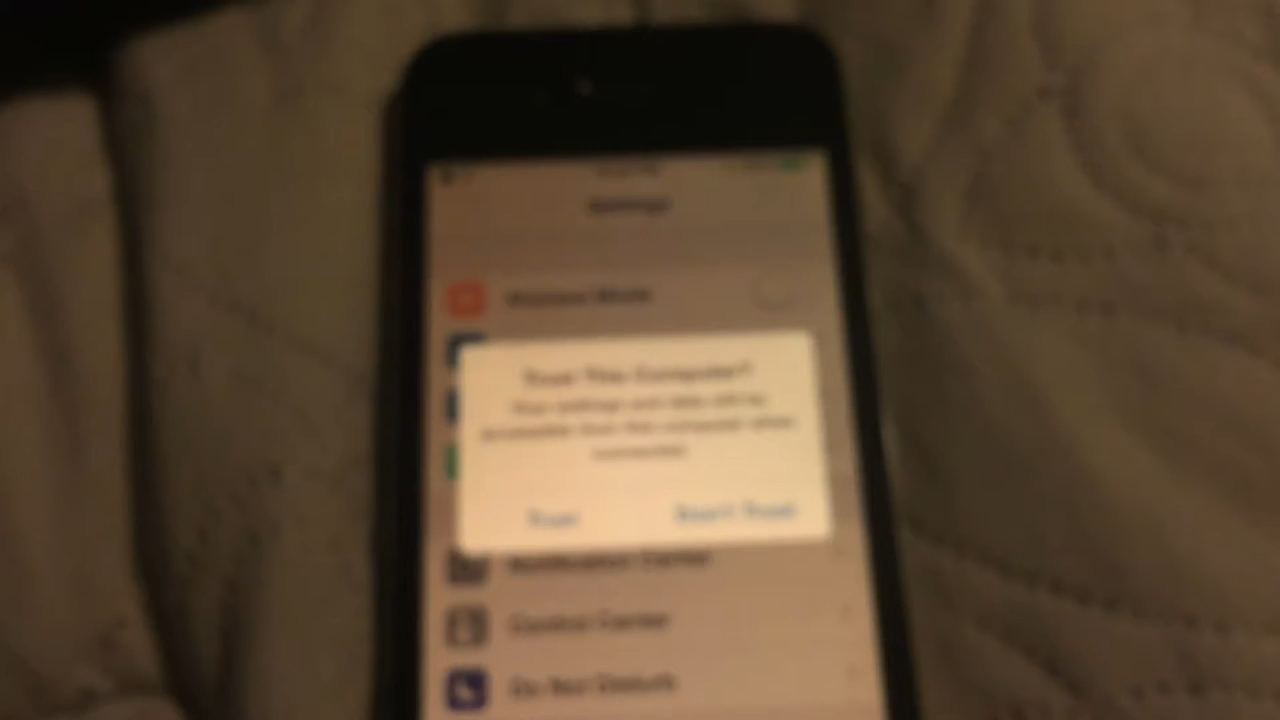 Settings
Airplane Mode
Trust This Computer?
Your settings and data will be
accessible from this computer when
connected.
Trust Don't Trust
Notification Center
Control Center
Do Not Disturb